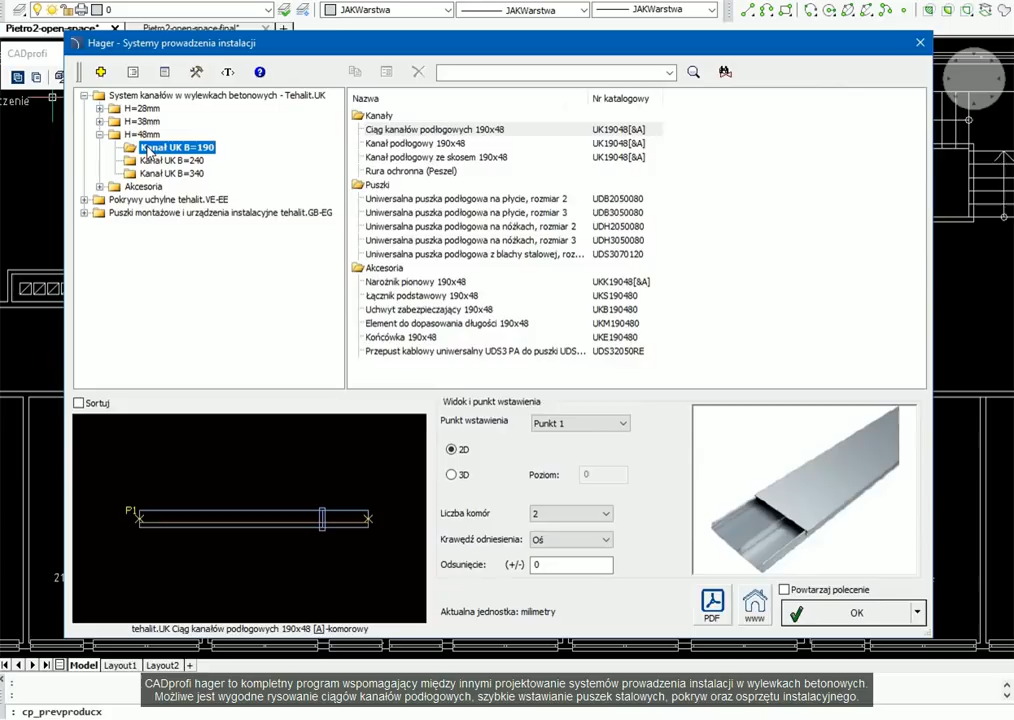 0
JAKWarstwa
JAKWarstwa
JAKWarstwa
Pietro2-open-space*
Pietro2-open-space-final*
Hager - Systemy prowadzenia instalacji
CADprofi
System kanałów w wylewkach betonowych - Tehalit.UK
H=28mm
H=38mm
H=48mm
Kanał UK B=190
Kanał UK B=240
Kanał UK B=340
Akcesoria
Pokrywy uchylne tehalit.VE-EE
Puszki montażowe i urządzenia instalacyjne tehalit.GB-EG
Nazwa Nr katalogowy
Kanały
Ciąg kanałów podłogowych 190x48 UK19048[&A]
Kanał podłogowy 190x48 UK19048[&A]
Kanał podłogowy ze skosem 190x48 UK19048[&A]
Rura ochronna (Peszel)
Puszki
Uniwersalna puszka podłogowa na płycie, rozmiar 2 UDB2050080
Uniwersalna puszka podłogowa na płycie, rozmiar 3 UDB3050080
Uniwersalna puszka podłogowa na nóżkach, rozmiar 2 UDH2050080
Uniwersalna puszka podłogowa na nóżkach, rozmiar 3 UDH3050080
Uniwersalna puszka podłogowa z blachy stalowej, roz... UDS3070120
Akcesoria
Narożnik pionowy 190x48 UKK19048[&A]
Łącznik podstawowy 190x48 UKS190480
Uchwyt zabezpieczający 190x48 UKB190480
Element do dopasowania długości 190x48 UKM190480
Końcówka 190x48 UKE190480
Przepust kablowy uniwersalny UDS3 PA do puszki UDS... UDS32050RE
Sortuj
P1
tehalit.UK Ciąg kanałów podłogowych 190x48 [A]-komorowy
Widok i punkt wstawienia
Punkt wstawienia Punkt 1
2D
3D Poziom: 0
Liczba komór 2
Krawędź odniesienia: Oś
Odsunięcie: (+/-) 0
Aktualna jednostka: milimetry
PDF
www
Powtarzaj polecenie
OK
Model Layout1 Layout2 +
CADprofi hager to kompletny program wspomagający między innymi projektowanie systemów prowadzenia instalacji w wylewkach betonowych.
Możliwe jest wygodne rysowanie ciągów kanałów podłogowych, szybkie wstawianie puszek stalowych, pokryw oraz osprzętu instalacyjnego.
:
:
: cp_prevproducx